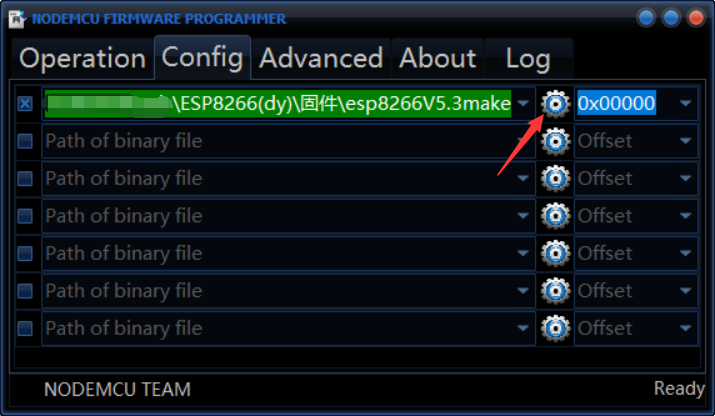 NODEMCU FIRMWARE PROGRAMMER
Operation Config Advanced About Log
\ESP8266(dy)\固件\esp8266V5.3make 0x00000
Path of binary file Offset
Path of binary file Offset
Path of binary file Offset
Path of binary file Offset
Path of binary file Offset
Path of binary file Offset
NODEMCU TEAM Ready